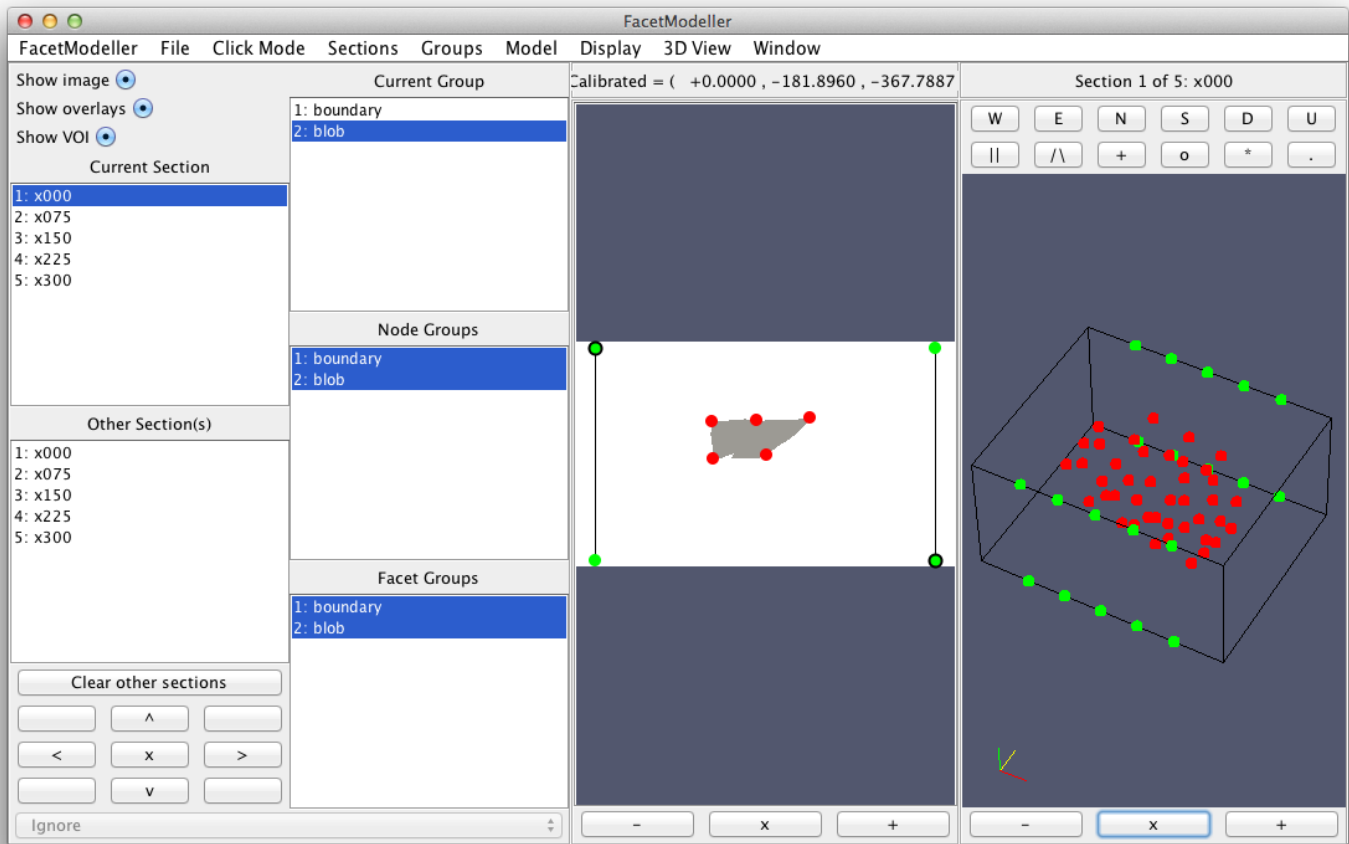 FacetModeller
FacetModeller File Click Mode Sections Groups Model Display 3D View Window
Show image
Show overlays
Show VOI
Current Section
1: x000
2: x075
3: x150
4: x225
5: x300
Other Section(s)
1: x000
2: x075
3: x150
4: x225
5: x300
Clear other sections
^
< x >
v
Ignore
Current Group
1: boundary
2: blob
Node Groups
1: boundary
2: blob
Facet Groups
1: boundary
2: blob
Calibrated = ( +0.0000 , -181.8960 , -367.7887
- x +
Section 1 of 5: x000
W E N S D U
|| /\ + o * .
- x +